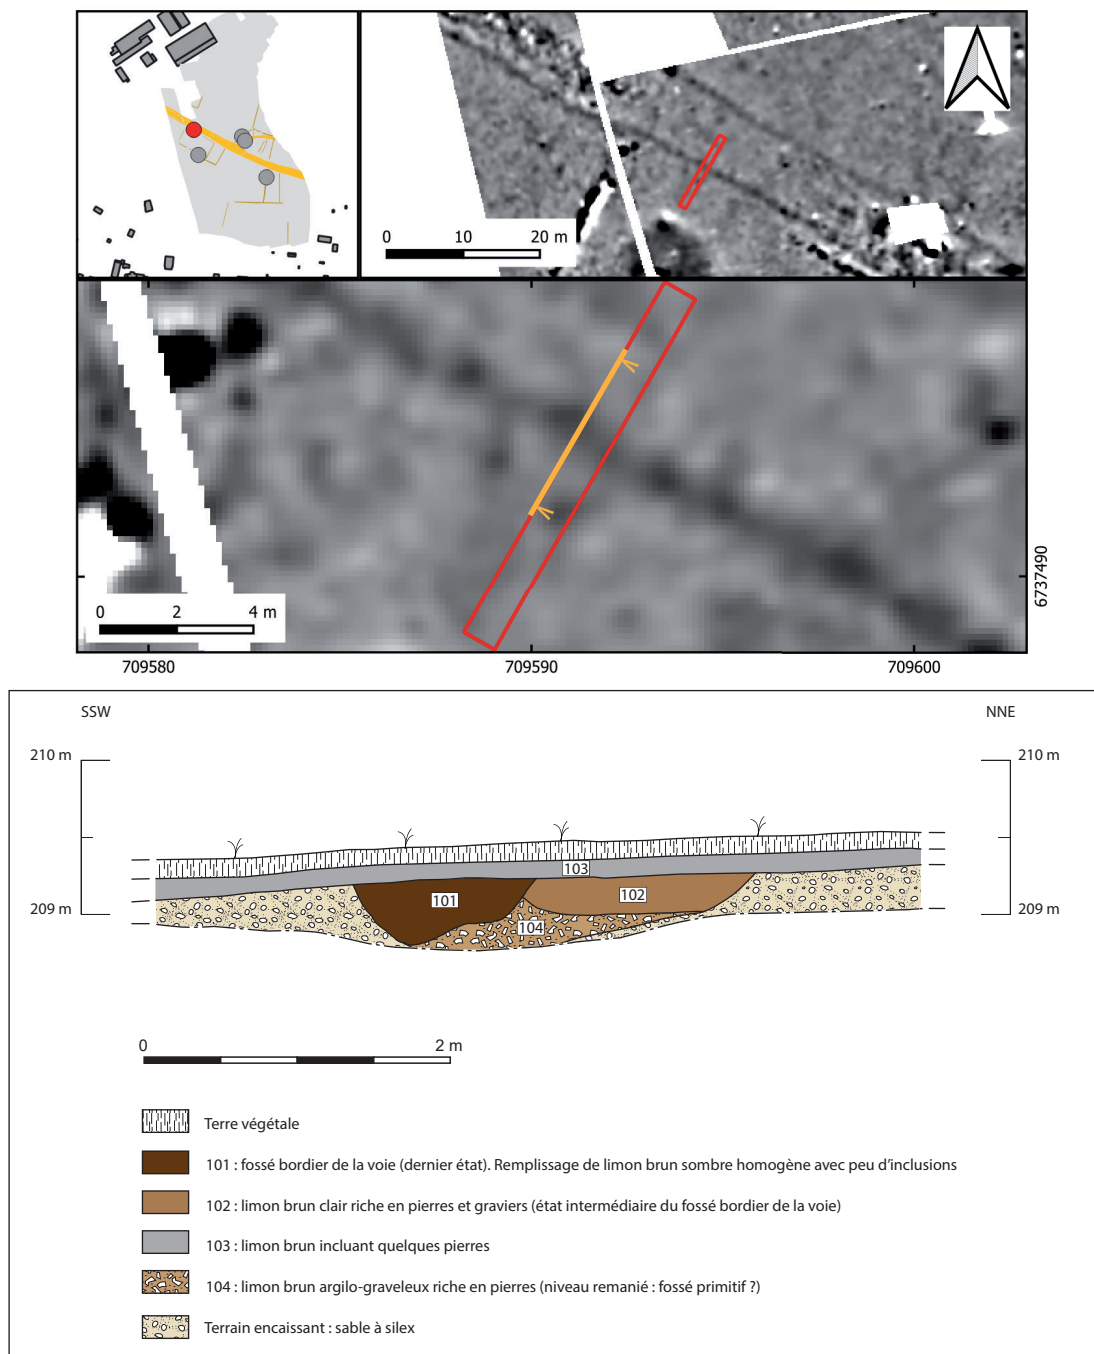 0 10 20 m
0 2 4 m
6737490
709580 709590 709600
SSW NNE
210 m 210 m
103
101 102
209 m 209 m
104
0 2 m
Terre végétale
101 : fossé bordier de la voie (dernier état). Remplissage de limon brun sombre homogène avec peu d'inclusions
102 : limon brun clair riche en pierres et graviers (état intermédiaire du fossé bordier de la voie)
103 : limon brun incluant quelques pierres
104 : limon brun argilo-graveleux riche en pierres (niveau remanié : fossé primitif ?)
Terrain encaissant : sable à silex